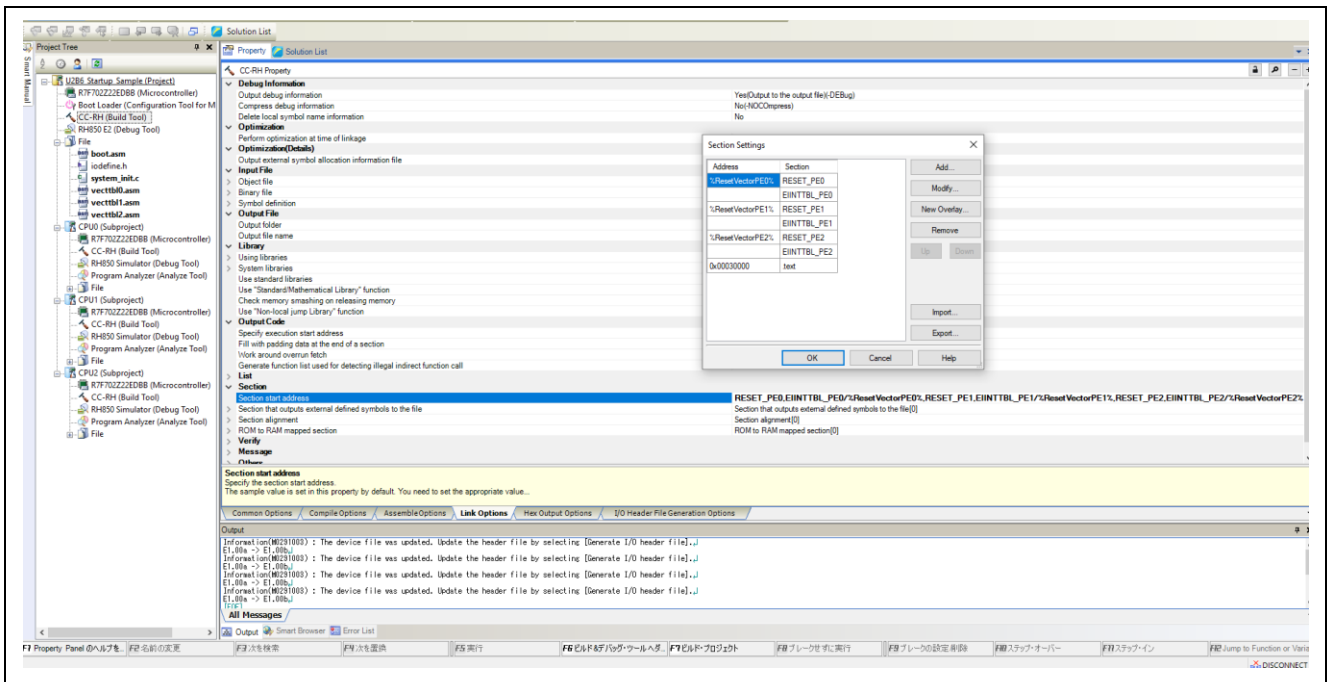 Solution List
Project Tree
Property
Solution List
Smart Manual
CC-RH Property
U2B6_Startup_Sample (Project)
R7F702Z22EDBB (Microcontroller)
Boot Loader (Configuration Tool for M
CC-RH (Build Tool)
RH850 E2 (Debug Tool)
File
boot.asm
iodefine.h
system_init.c
vecttbl0.asm
vecttbl1.asm
vecttbl2.asm
CPU0 (Subproject)
R7F702Z22EDBB (Microcontroller)
CC-RH (Build Tool)
RH850 Simulator (Debug Tool)
Program Analyzer (Analyze Tool)
File
CPU1 (Subproject)
R7F702Z22EDBB (Microcontroller)
CC-RH (Build Tool)
RH850 Simulator (Debug Tool)
Program Analyzer (Analyze Tool)
File
CPU2 (Subproject)
R7F702Z22EDBB (Microcontroller)
CC-RH (Build Tool)
RH850 Simulator (Debug Tool)
Program Analyzer (Analyze Tool)
File
Debug Information
Output debug information Yes(Output to the output file)(-DEBug)
Compress debug information No(-NOCOmpress)
Delete local symbol name information No
Optimization
Perform optimization at time of linkage
Optimization(Details)
Output external symbol allocation information file
Input File
Object file
Binary file
Symbol definition
Output File
Output folder
Output file name
Library
Using libraries
System libraries
Use standard libraries
Use "Standard/Mathematical Library" function
Check memory smashing on releasing memory
Use "Non-local jump Library" function
Output Code
Specify execution start address
Fill with padding data at the end of a section
Work around overrun fetch
Generate function list used for detecting illegal indirect function call
List
Section
Section start address RESET_PE0,EIINTTBL_PE0/%ResetVectorPE0%,RESET_PE1,EIINTTBL_PE1/%ResetVectorPE1%,RESET_PE2,EIINTTBL_PE2/%ResetVectorPE2%
Section that outputs external defined symbols to the file Section that outputs external defined symbols to the file[0]
Section alignment Section alignment[0]
ROM to RAM mapped section ROM to RAM mapped section[0]
Verify
Message
Others
Section Settings
Address Section
%ResetVectorPE0% RESET_PE0
EIINTTBL_PE0
%ResetVectorPE1% RESET_PE1
EIINTTBL_PE1
%ResetVectorPE2% RESET_PE2
EIINTTBL_PE2
0x00030000 .text
Add...
Modify...
New Overlay...
Remove
Up Down
Import...
Export...
OK Cancel Help
Section start address
Specify the section start address.
The sample value is set in this property by default. You need to set the appropriate value...
Common Options Compile Options Assemble Options Link Options Hex Output Options I/O Header File Generation Options
Output
Information(M0291003) : The device file was updated. Update the header file by selecting [Generate I/O header file].
E1.00a -> E1.00b
Information(M0291003) : The device file was updated. Update the header file by selecting [Generate I/O header file].
E1.00a -> E1.00b
Information(M0291003) : The device file was updated. Update the header file by selecting [Generate I/O header file].
E1.00a -> E1.00b
Information(M0291003) : The device file was updated. Update the header file by selecting [Generate I/O header file].
E1.00a -> E1.00b
[EOF]
All Messages
Output Smart Browser Error List
F1 Property Panel のヘルプを... F2 名前の変更 F3 次を検索 F4 次を置換 F5 実行 F6 ビルド&デバッグ・ツールへダ... F7 ビルド・プロジェクト F8 ブレークせずに実行 F9 ブレークの設定/削除 F10 ステップ・オーバー F11 ステップ・イン F12 Jump to Function or Varia
DISCONNECT